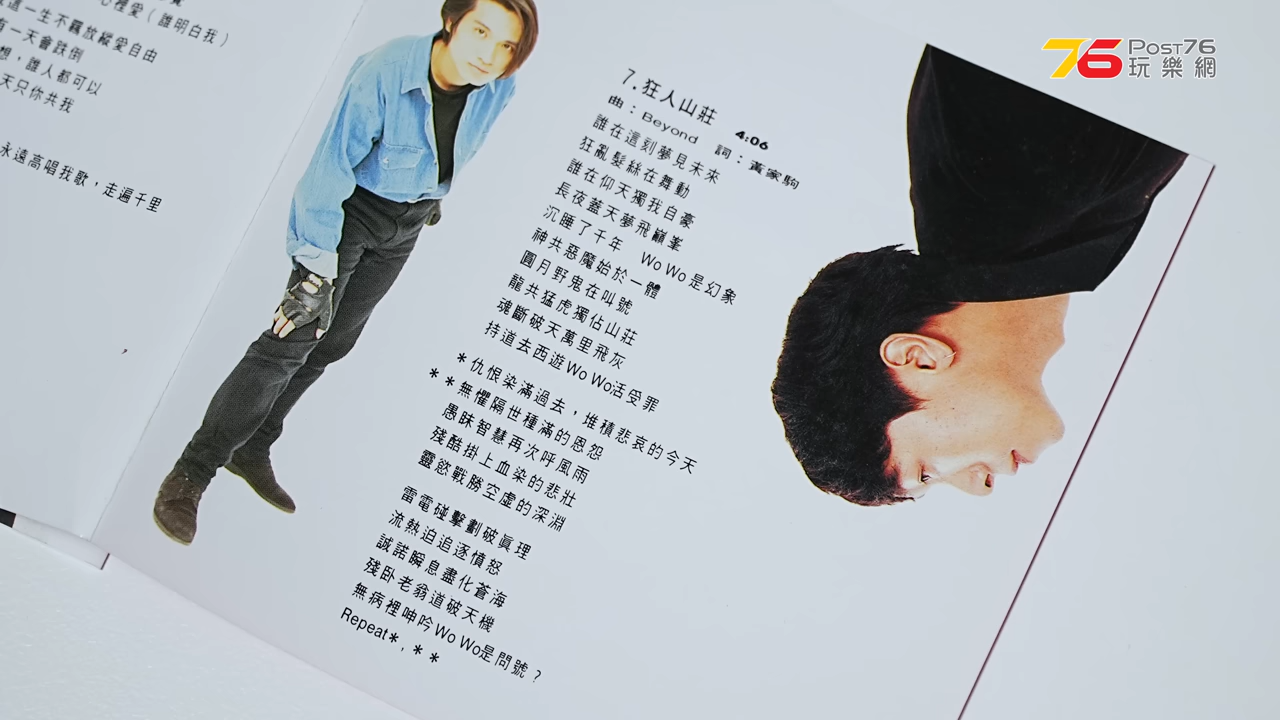 心裡愛(誰明白我)
這一生不羈放縱愛自由
有一天會跌倒
想,誰人都可以
天只你共我
永遠高唱我歌,走遍千里
,
7.狂人山莊 4:06
曲:Beyond 詞:黃家駒
誰在這刻夢見未來
狂亂髮絲在舞動
誰在仰天獨我自豪
長夜蓋天夢飛巔峯
沉睡了千年 Wo Wo是幻象
神共惡魔始於一體
圓月野鬼在叫號
龍共猛虎獨佔山莊
魂斷破天萬里飛灰
持道去西遊Wo Wo活受罪
*仇恨染滿過去,堆積悲哀的今天
**無懼隔世種滿的恩怨
愚昧智慧再次呼風雨
殘酷掛上血染的悲壯
靈慾戰勝空虛的深淵
雷電碰擊劃破眞理
流熱迫追逐憤怒
誠諾瞬息盡化蒼海
殘卧老翁道破天機
無病裡呻吟Wo Wo是問號?
Repeat*,**
76 Post76
玩樂網